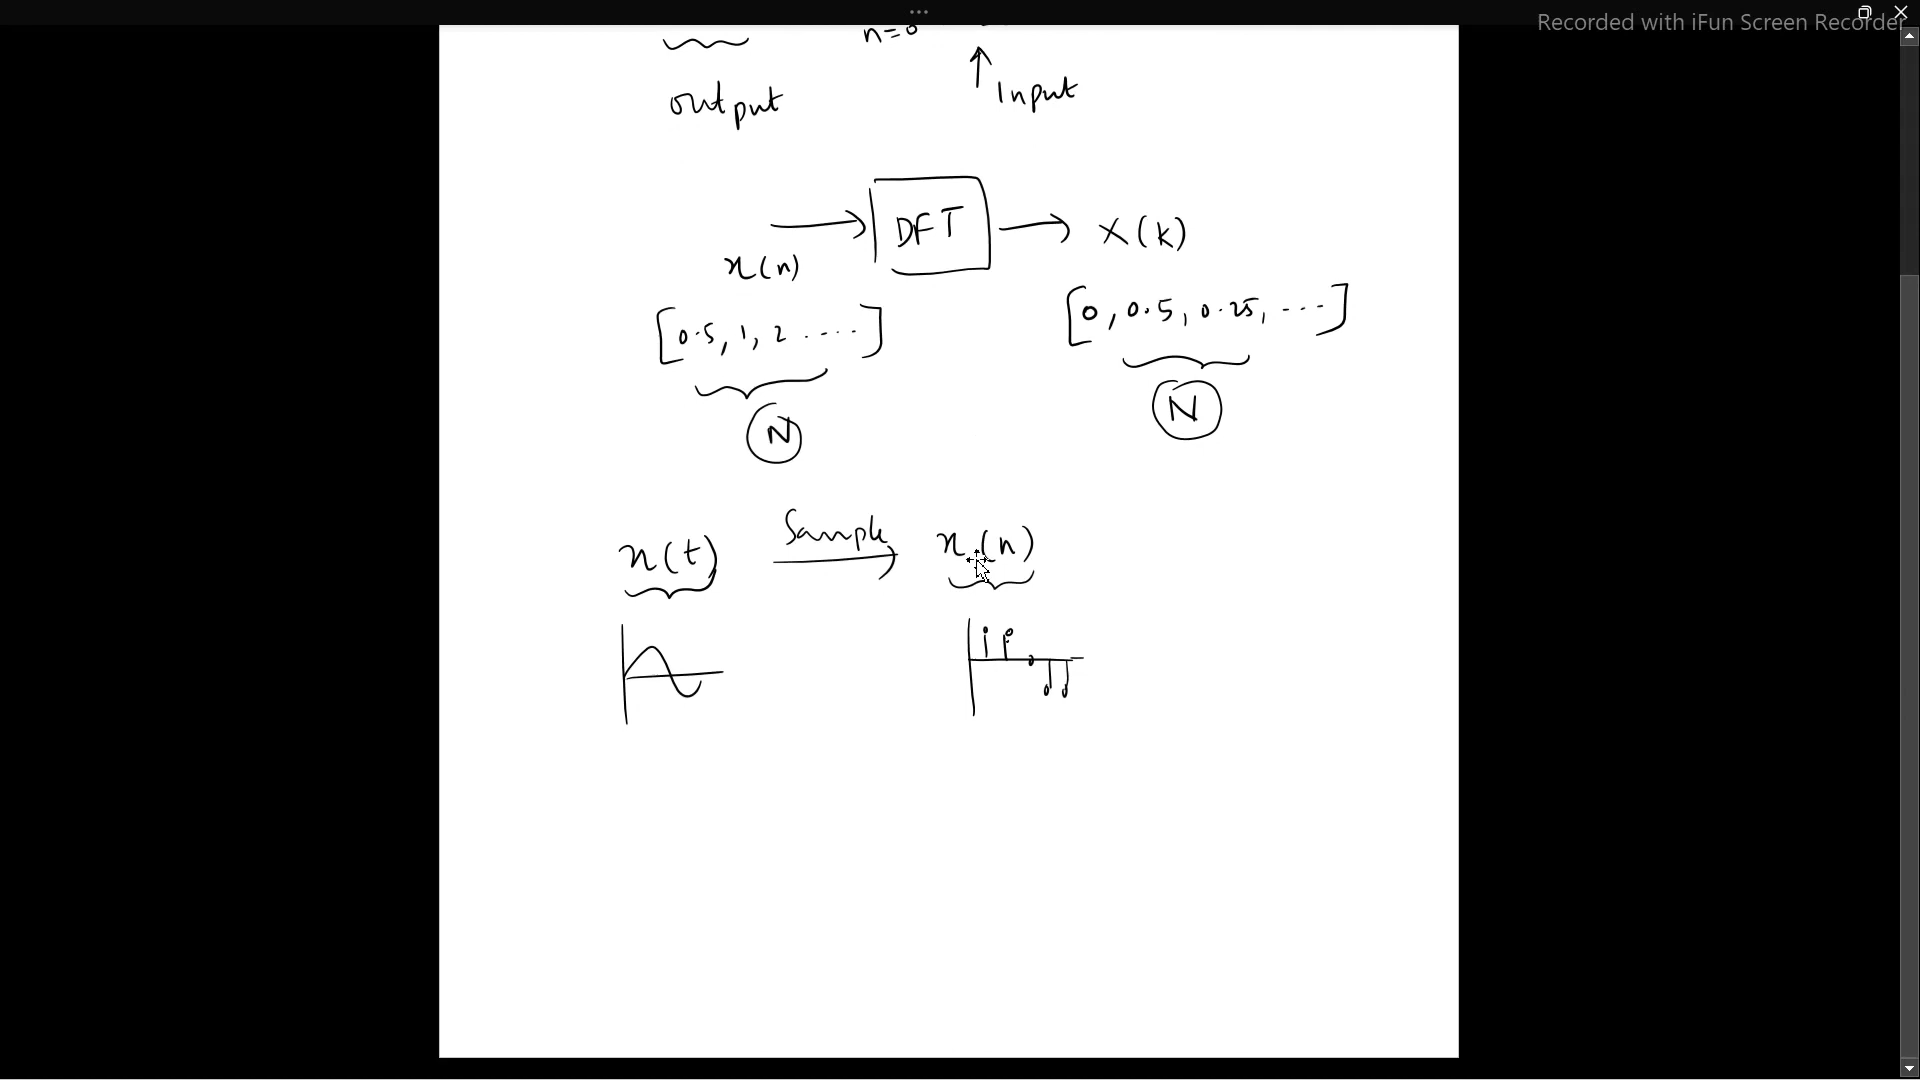 Recorded with iFun Screen Recorder
n=0
output
Input
DFT
X(k)
x(n)
[0.5, 1, 2 ....]
[0, 0.5, 0.25, ...]
N
N
x(t) Sample x(n)